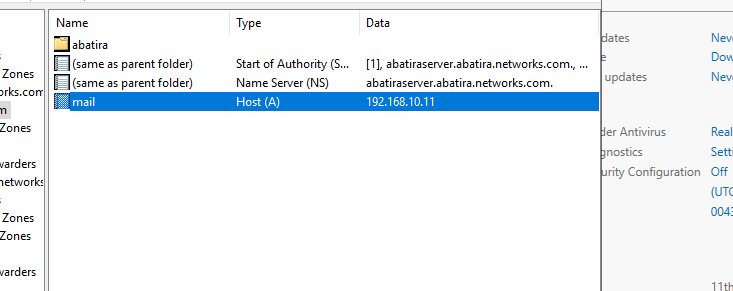 Name Type Data
abatira
(same as parent folder) Start of Authority (S... [1], abatiraserver.abatira.networks.com., ...
(same as parent folder) Name Server (NS) abatiraserver.abatira.networks.com.
mail Host (A) 192.168.10.11
s
Zones
rks.com
m
Zones
warders
networks
s
Zones
Zones
warders
dates Neve
e Dow
updates Neve
der Antivirus Real
gnostics Setti
urity Configuration Off
(UTC
0043
11th